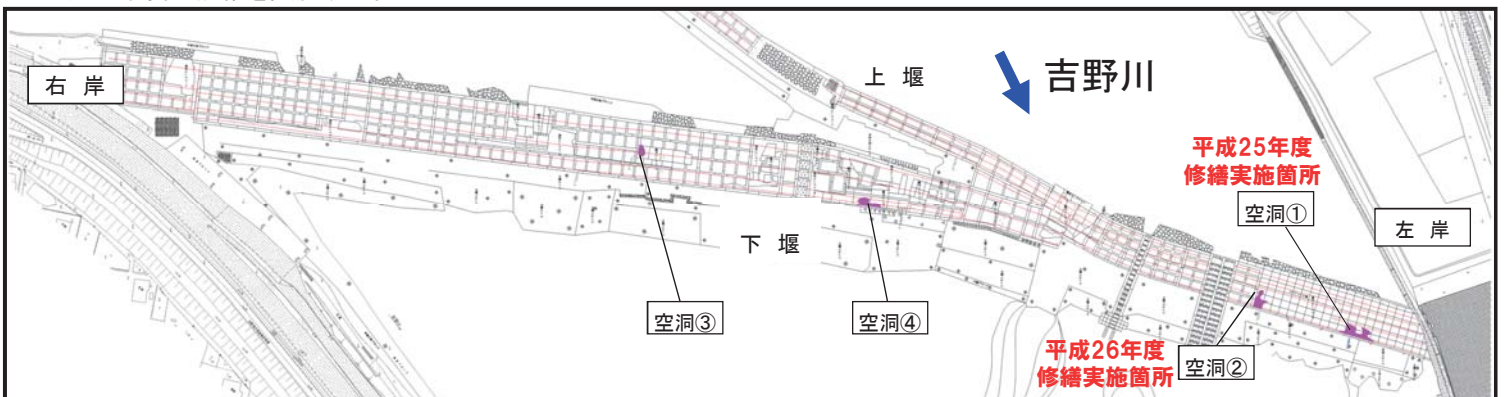 右岸
上堰
吉野川
平成25年度
修繕実施箇所
空洞①
左岸
下堰
空洞③
空洞④
平成26年度
修繕実施箇所
空洞②